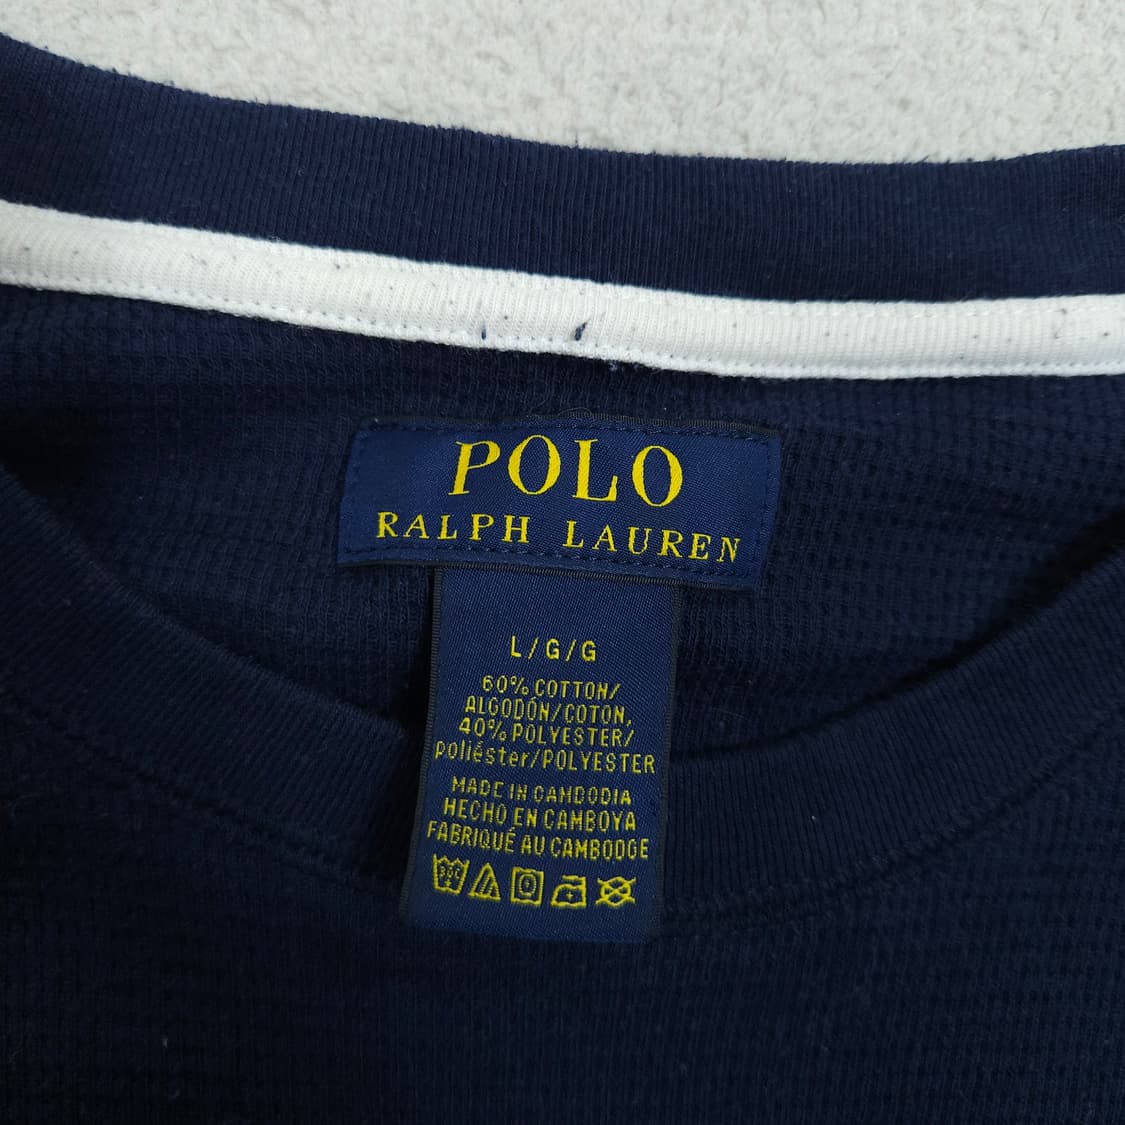 POLO
RALPH LAUREN
L/G/G
60% COTTON/
ALGODÓN/COTON,
40% POLYESTER/
poliéster/POLYESTER
MADE IN CAMBODIA
HECHO EN CAMBOYA
FABRIQUÉ AU CAMBODGE
30C